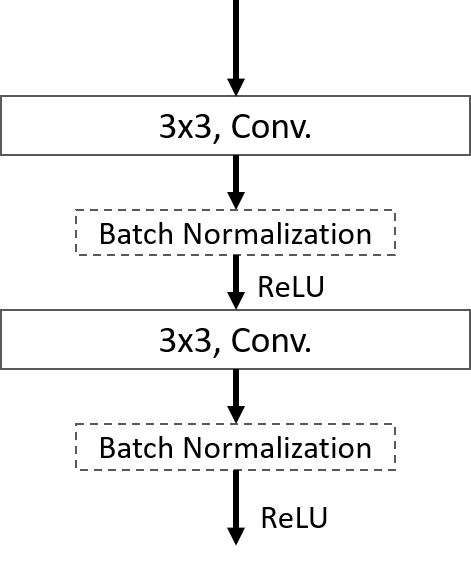 3x3, Conv.
Batch Normalization
ReLU
3x3, Conv.
Batch Normalization
ReLU